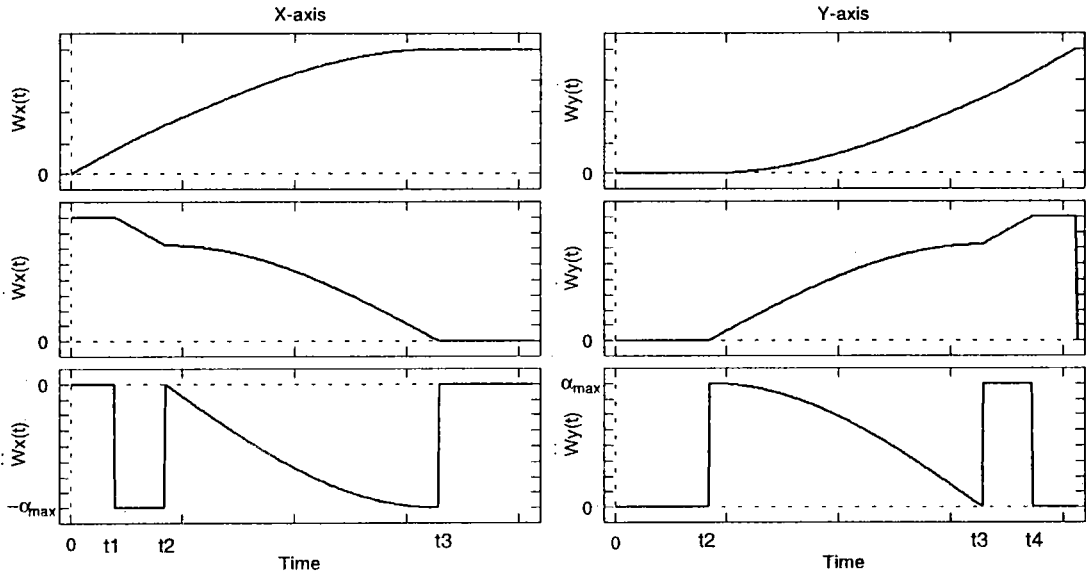 X-axis
Wx(t)
0
Wx(t)
0
0
Wx(t)
−αmax
0 t1 t2 t3
Time
Y-axis
Wy(t)
0
Wy(t)
0
αmax
Wy(t)
0
0 t2 t3 t4
Time